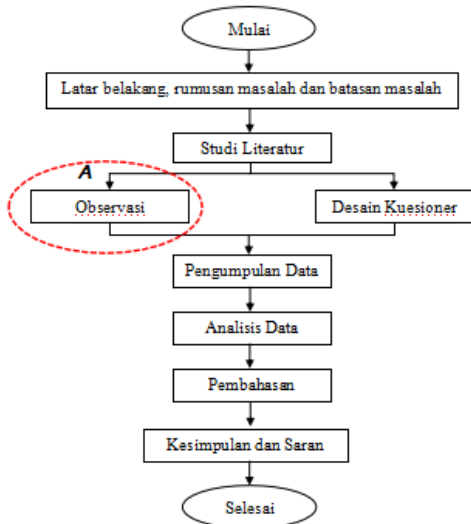 Mulai
Latar belakang, rumusan masalah dan batasan masalah
Studi Literatur
A
Observasi
Desain Kuesioner
Pengumpulan Data
Analisis Data
Pembahasan
Kesimpulan dan Saran
Selesai